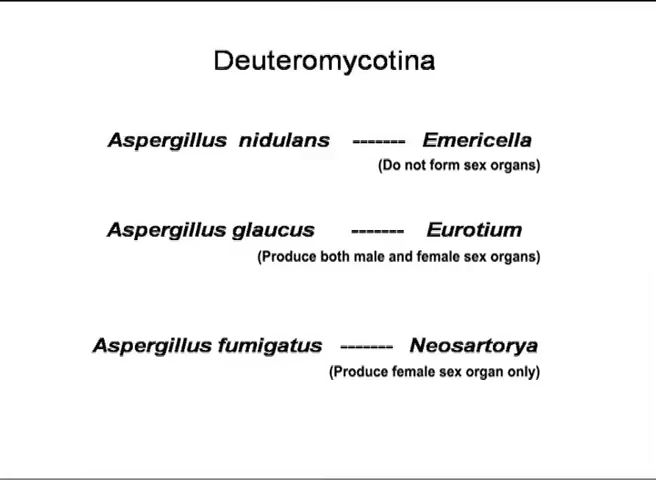 Deuteromycotina
Aspergillus nidulans ------- Emericella
(Do not form sex organs)
Aspergillus glaucus ------- Eurotium
(Produce both male and female sex organs)
Aspergillus fumigatus ------- Neosartorya
(Produce female sex organ only)